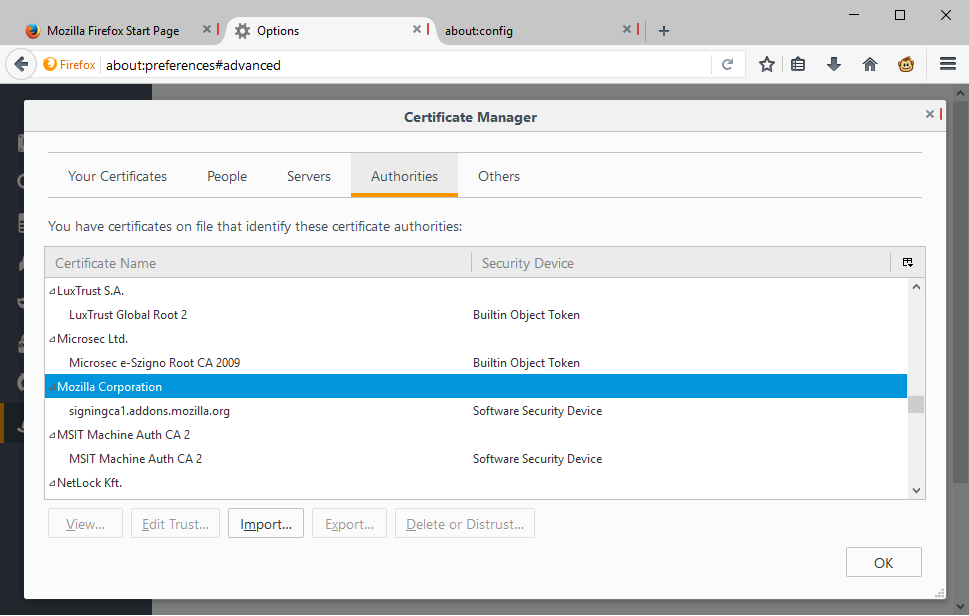 Mozilla Firefox Start Page
Options
about:config
Firefox
about:preferences#advanced
Certificate Manager
Your Certificates
People
Servers
Authorities
Others
You have certificates on file that identify these certificate authorities:
Certificate Name
Security Device
LuxTrust S.A.
LuxTrust Global Root 2
Builtin Object Token
Microsec Ltd.
Microsec e-Szigno Root CA 2009
Builtin Object Token
Mozilla Corporation
signingca1.addons.mozilla.org
Software Security Device
MSIT Machine Auth CA 2
MSIT Machine Auth CA 2
Software Security Device
NetLock Kft.
View...
Edit Trust...
Import...
Export...
Delete or Distrust...
OK